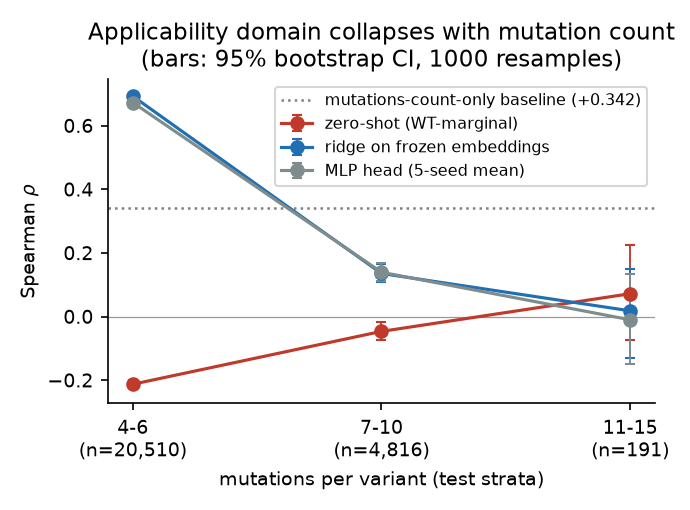 Applicability domain collapses with mutation count
(bars: 95% bootstrap CI, 1000 resamples)
mutations-count-only baseline (+0.342)
zero-shot (WT-marginal)
ridge on frozen embeddings
MLP head (5-seed mean)
Spearman ρ
0.6
0.4
0.2
0.0
−0.2
4-6
(n=20,510)
7-10
(n=4,816)
11-15
(n=191)
mutations per variant (test strata)